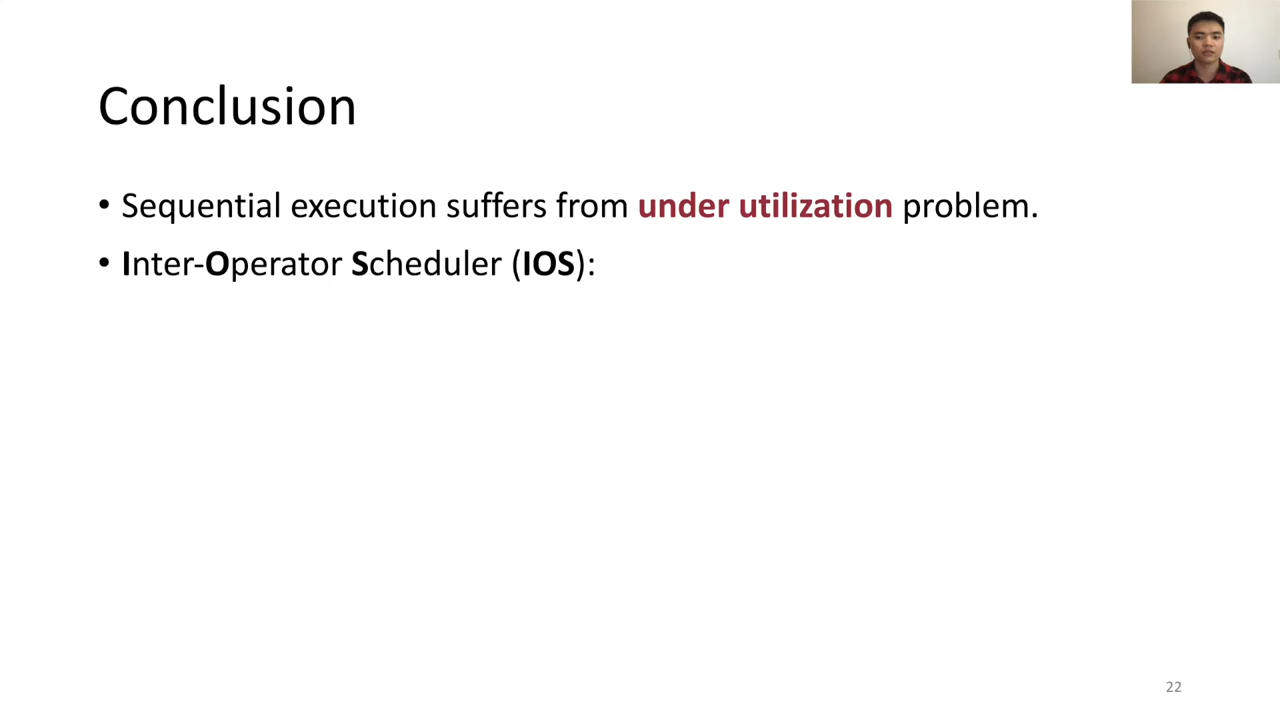 Conclusion
• Sequential execution suffers from under utilization problem.
• Inter-Operator Scheduler (IOS):
22